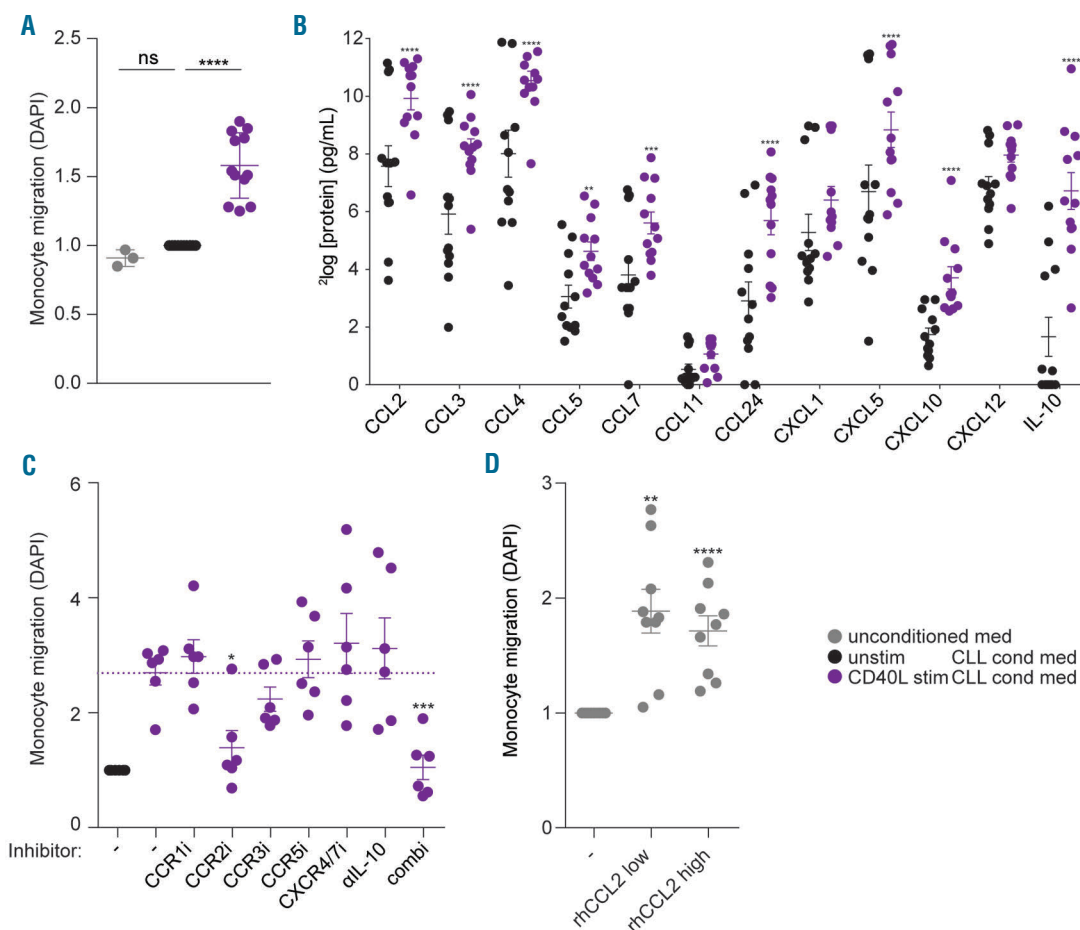 A
Monocyte migration (DAPI)
2.5
2.0
1.5
1.0
0.5
0.0
ns
****
B
²log [protein] (pg/mL)
12
10
8
6
4
2
0
****
****
****
**
***
****
****
****
****
CCL2
CCL3
CCL4
CCL5
CCL7
CCL11
CCL24
CXCL1
CXCL5
CXCL10
CXCL12
IL-10
C
Monocyte migration (DAPI)
6
4
2
0
*
***
Inhibitor:
-
-
CCR1i
CCR2i
CCR3i
CCR5i
CXCR4/7i
αIL-10
combi
D
Monocyte migration (DAPI)
3
2
1
0
**
****
-
rhCCL2 low
rhCCL2 high
unconditioned med
unstim CLL cond med
CD40L stim CLL cond med